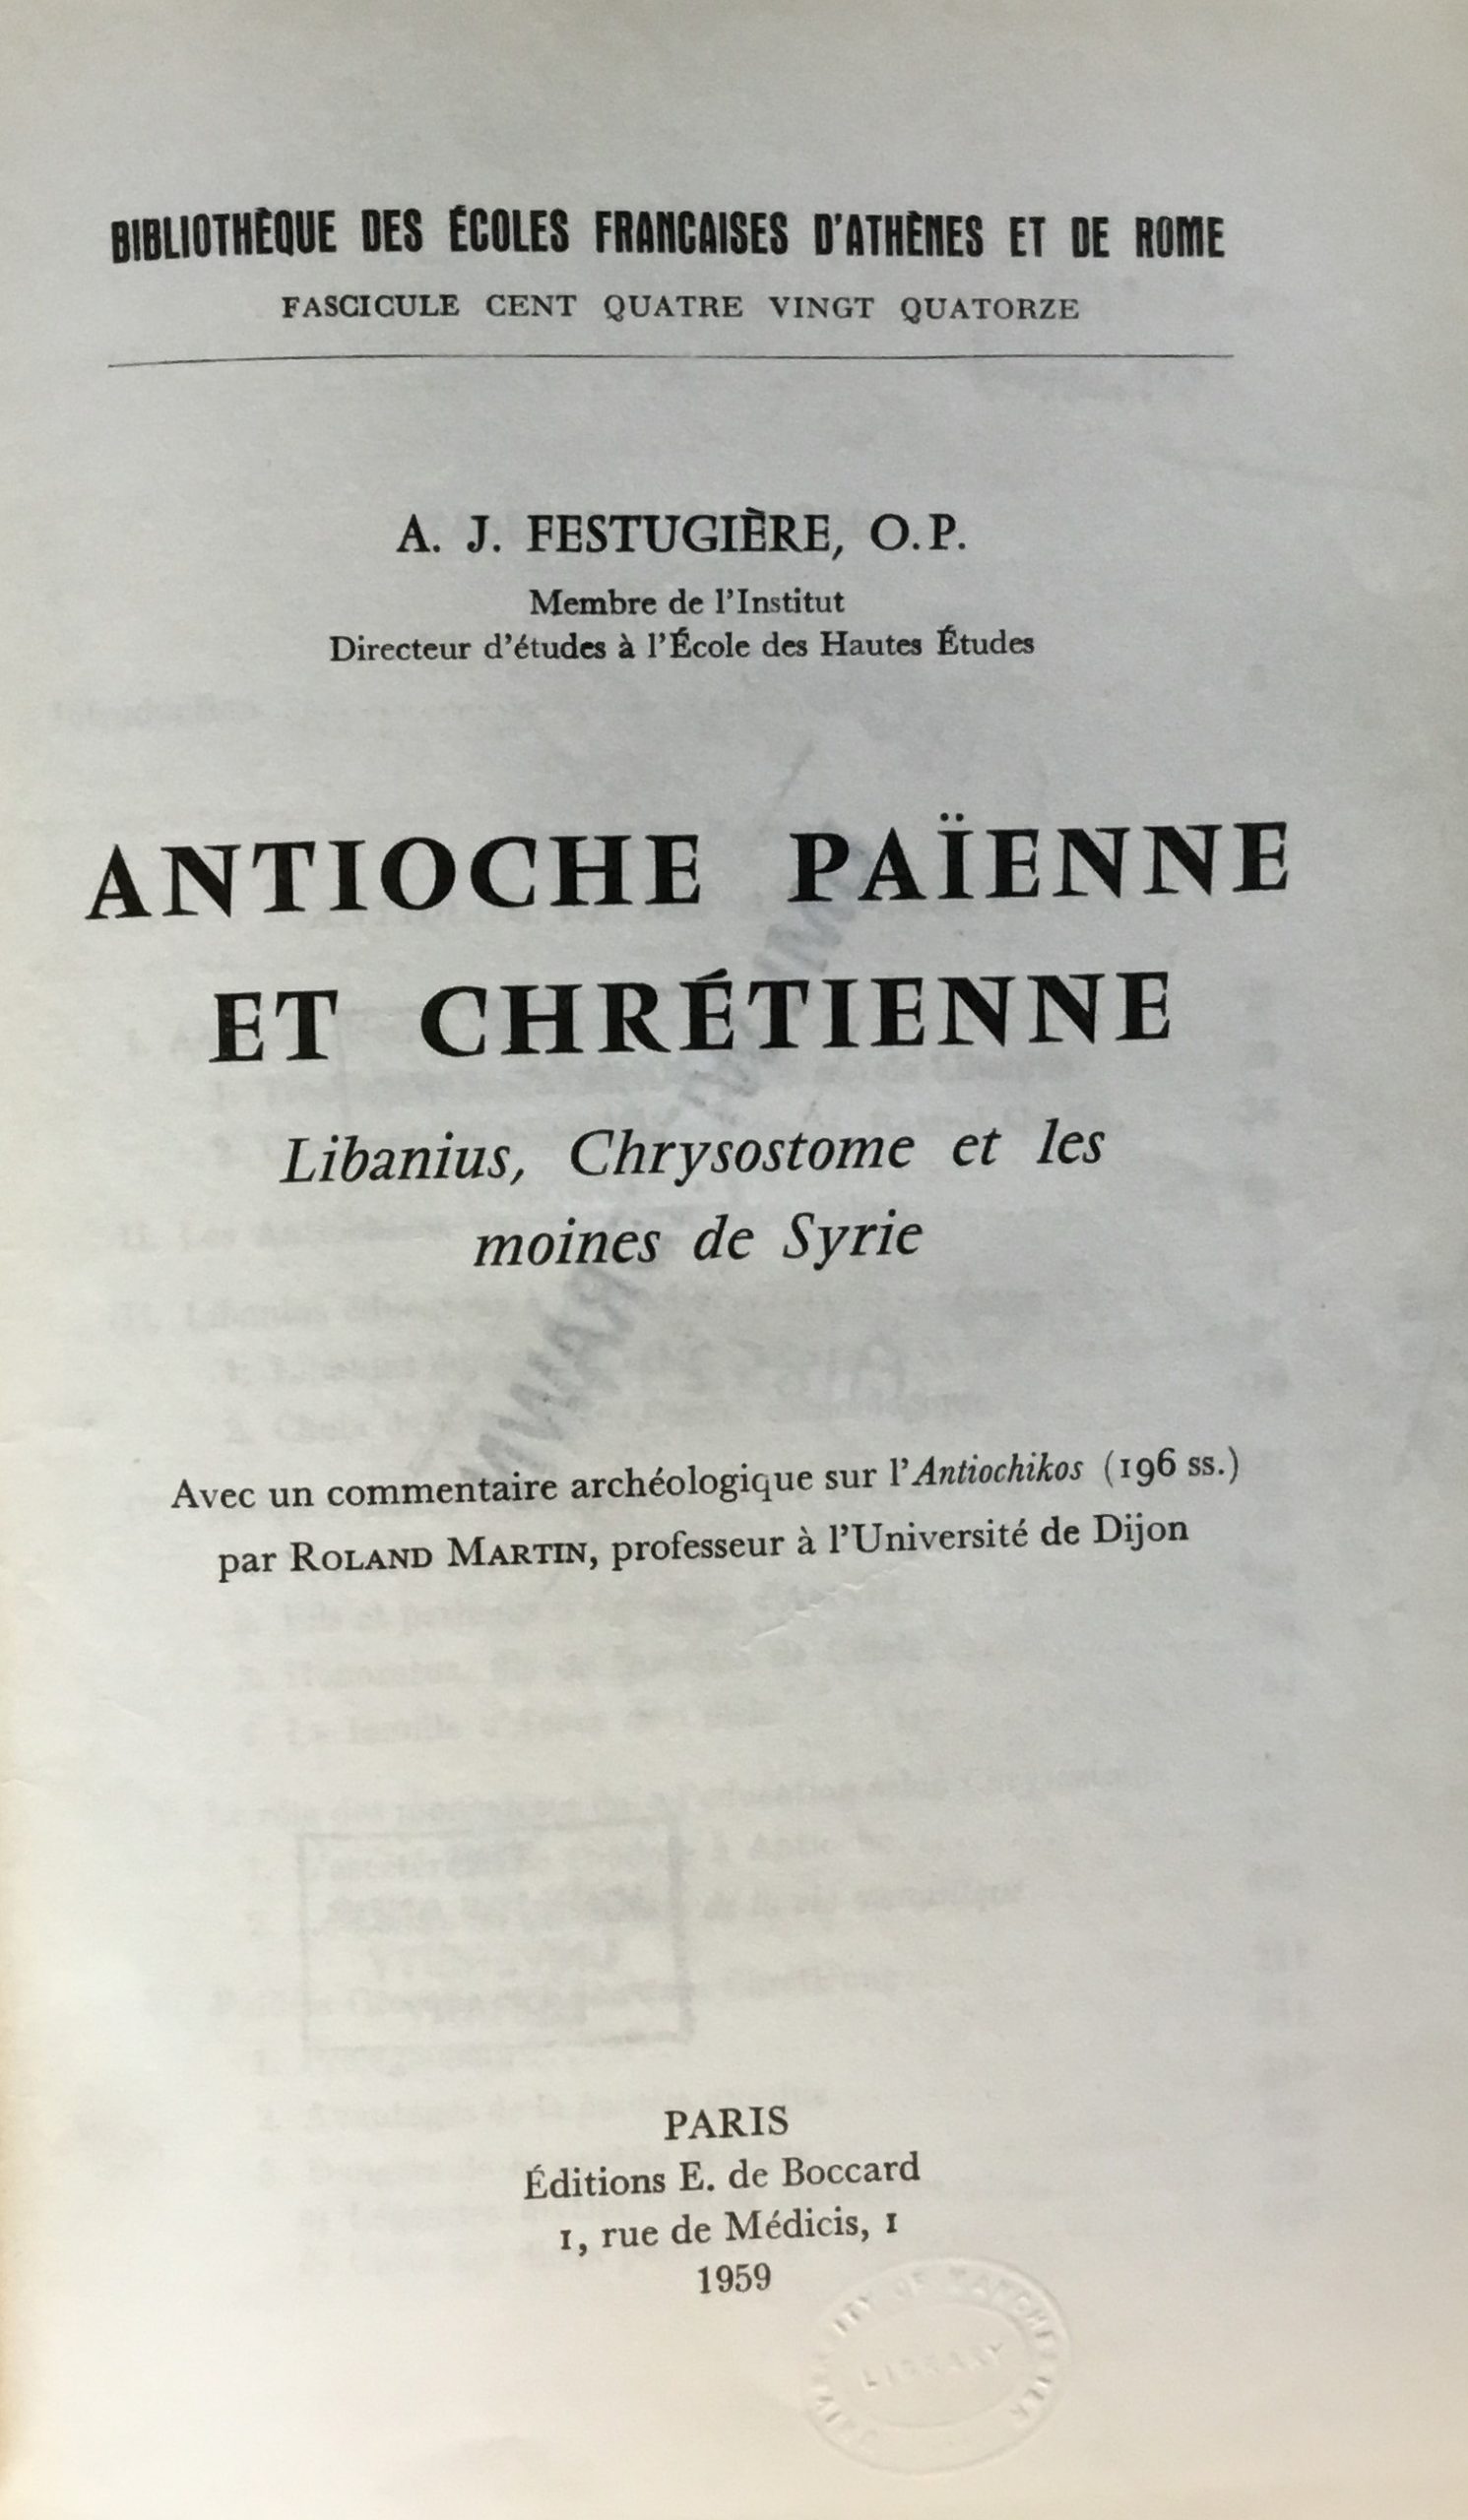 BIBLIOTHÈQUE DES ÉCOLES FRANCAISES D'ATHÈNES ET DE ROME
FASCICULE CENT QUATRE VINGT QUATORZE
A. J. FESTUGIÈRE, O.P.
Membre de l'Institut
Directeur d'études à l'École des Hautes Études
ANTIOCHE PAÏENNE
ET CHRÉTIENNE
Libanius, Chrysostome et les
moines de Syrie
Avec un commentaire archéologique sur l'Antiochikos (196 ss.)
par ROLAND MARTIN, professeur à l'Université de Dijon
PARIS
Éditions E. de Boccard
1, rue de Médicis, 1
1959
LIBRARY